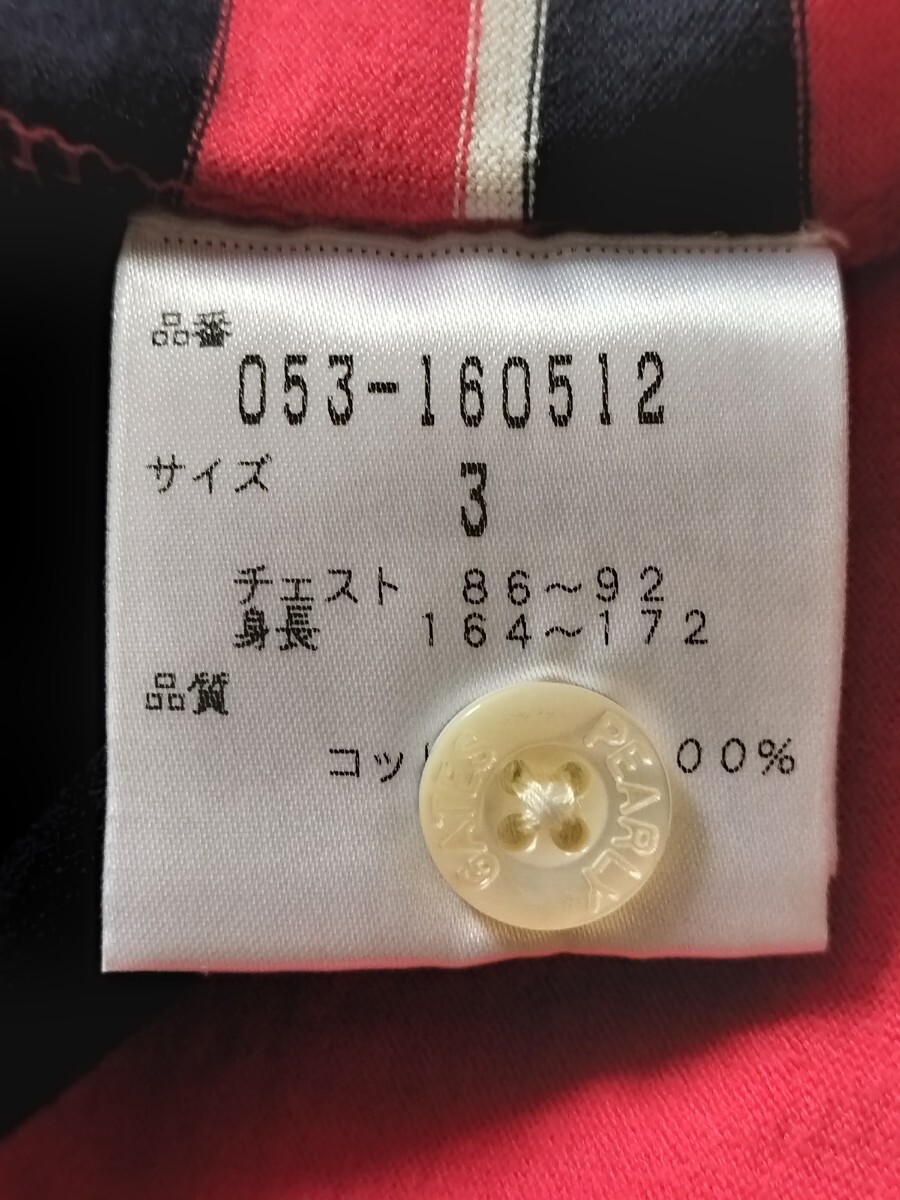 品番
053-160512
サイズ 3
チェスト 86～92
身長 164～172
品質
コッ 00%
PEARLY GATES